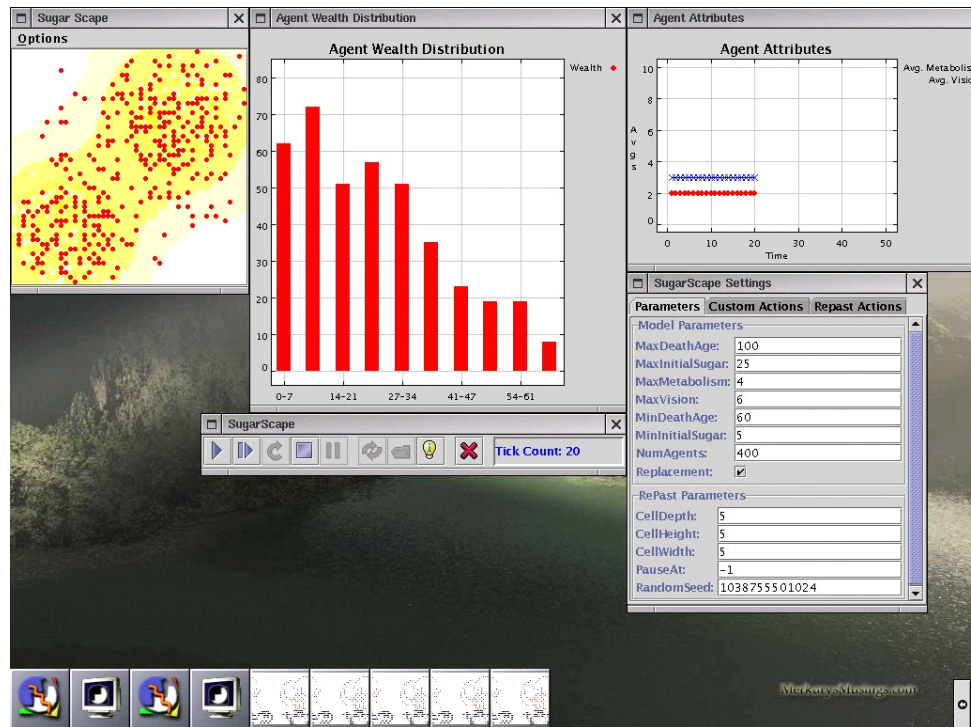 Sugar Scape
Options
Agent Wealth Distribution
Agent Wealth Distribution
Wealth
80
70
60
50
40
30
20
10
0
0-7 14-21 27-34 41-47 54-61
Agent Attributes
Agent Attributes
Avg. Metabolism
Avg. Vision
10
8
6
4
2
0
Avgs
0 10 20 30 40 50
Time
SugarScape
Tick Count: 20
SugarScape Settings
Parameters Custom Actions Repast Actions
Model Parameters
MaxDeathAge: 100
MaxInitialSugar: 25
MaxMetabolism: 4
MaxVision: 6
MinDeathAge: 60
MinInitialSugar: 5
NumAgents: 400
Replacement:
RePast Parameters
CellDepth: 5
CellHeight: 5
CellWidth: 5
PauseAt: -1
RandomSeed: 1038755501024
MerkurysMusings.com